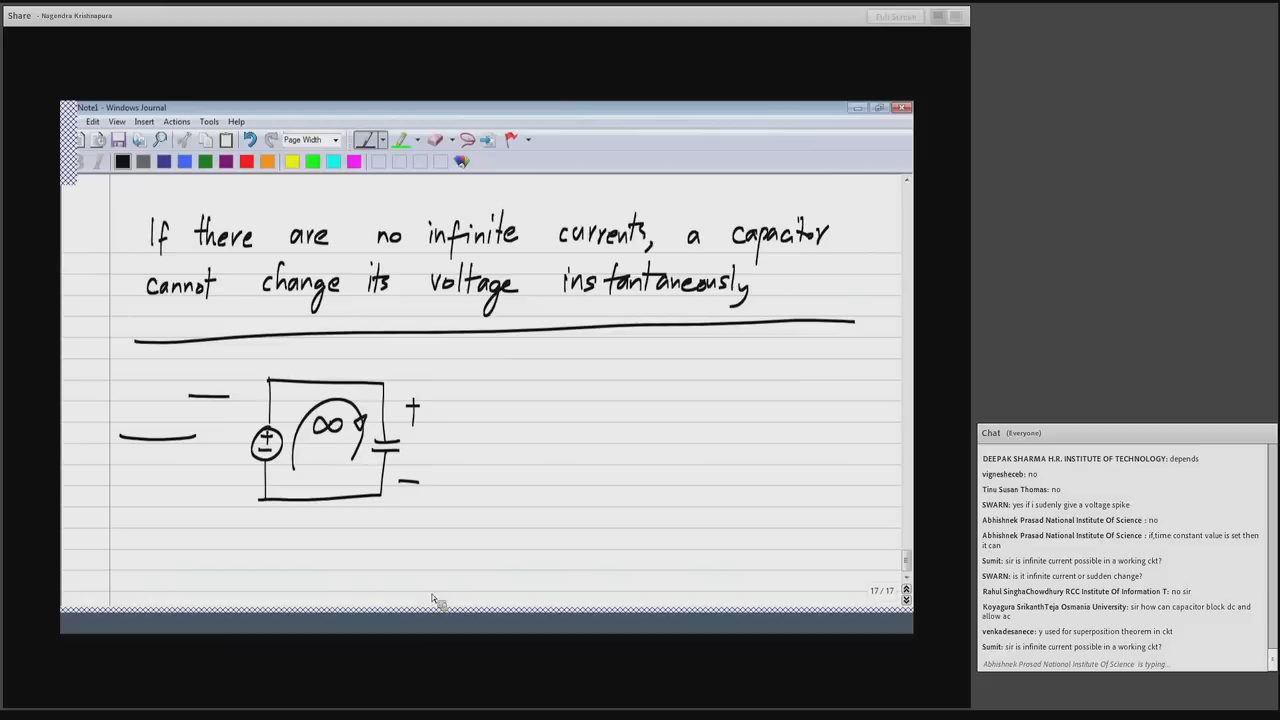 Share - Nagendra Krishnapura
Full Screen
Note1 - Windows Journal
Edit View Insert Actions Tools Help
Page Width
If there are no infinite currents, a capacitor
cannot change its voltage instantaneously
+
∞
+
−
−
17 / 17
Chat (Everyone)
DEEPAK SHARMA H.R. INSTITUTE OF TECHNOLOGY: depends
vignesheceb: no
Tinu Susan Thomas: no
SWARN: yes if i sudenly give a voltage spike
Abhishnek Prasad National Institute Of Science : no
Abhishnek Prasad National Institute Of Science : if,time constant value is set then
it can
Sumit: sir is infinite current possible in a working ckt?
SWARN: is it infinite current or sudden change?
Rahul SinghaChowdhury RCC Institute Of Information T: no sir
Koyagura SrikanthTeja Osmania University: sir how can capacitor block dc and
allow ac
venkadesanece: y used for superposition theorem in ckt
Sumit: sir is infinite current possible in a working ckt?
Abhishnek Prasad National Institute Of Science is typing...